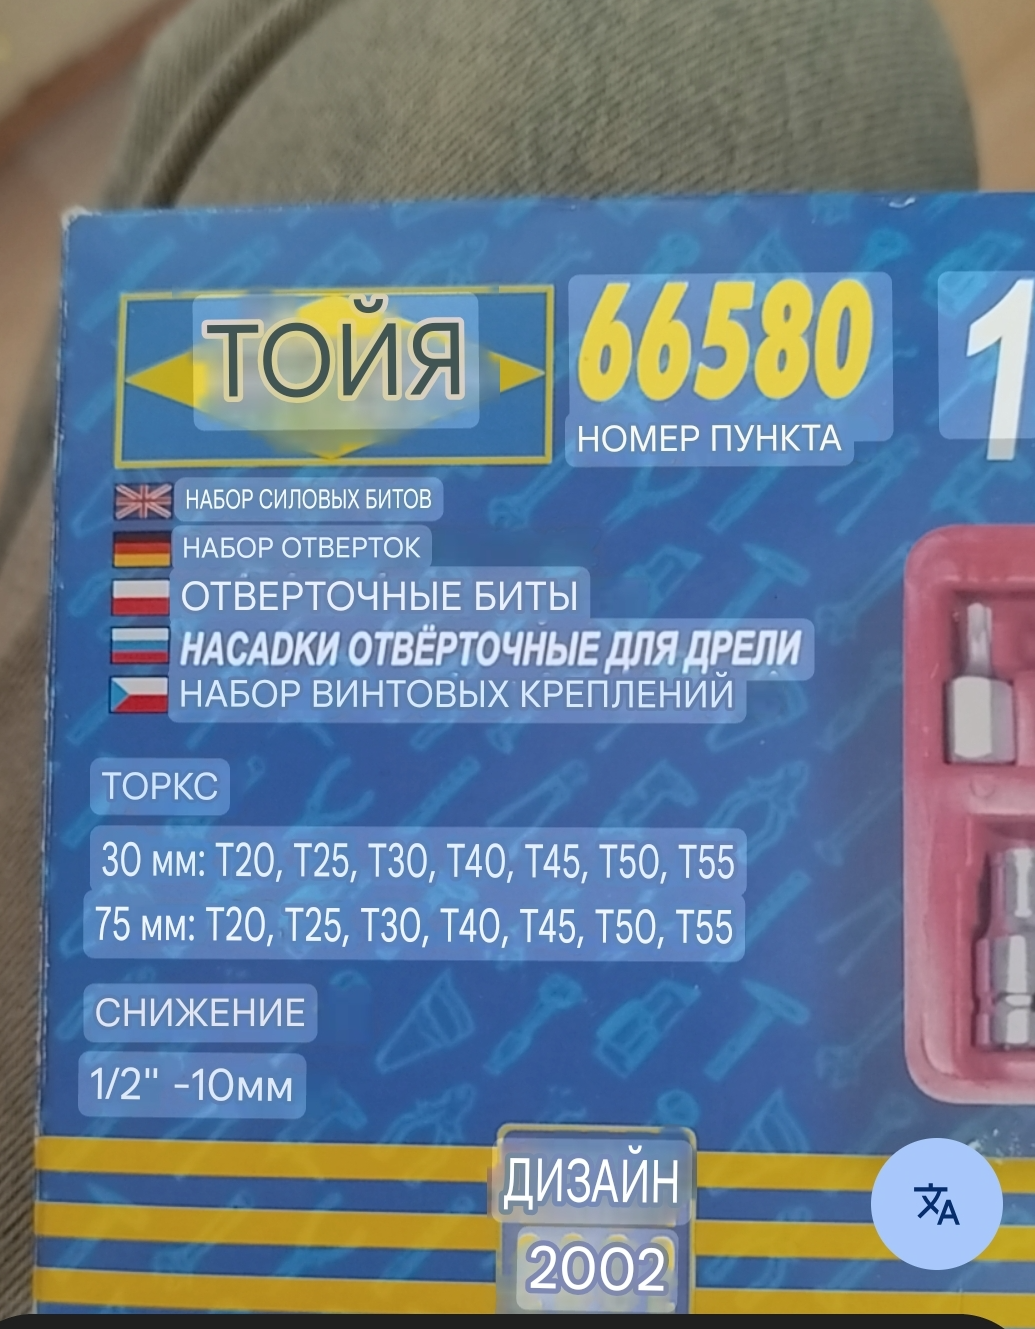 ТОЙЯ
66580
НОМЕР ПУНКТА
1
НАБОР СИЛОВЫХ БИТОВ
НАБОР ОТВЕРТОК
ОТВЕРТОЧНЫЕ БИТЫ
НАСАDКИ ОТВЁРТОЧНЫЕ ДЛЯ ДРЕЛИ
НАБОР ВИНТОВЫХ КРЕПЛЕНИЙ
ТОРКС
30 мм: T20, T25, T30, T40, T45, T50, T55
75 мм: T20, T25, T30, T40, T45, T50, T55
СНИЖЕНИЕ
1/2" -10мм
ДИЗАЙН
2002